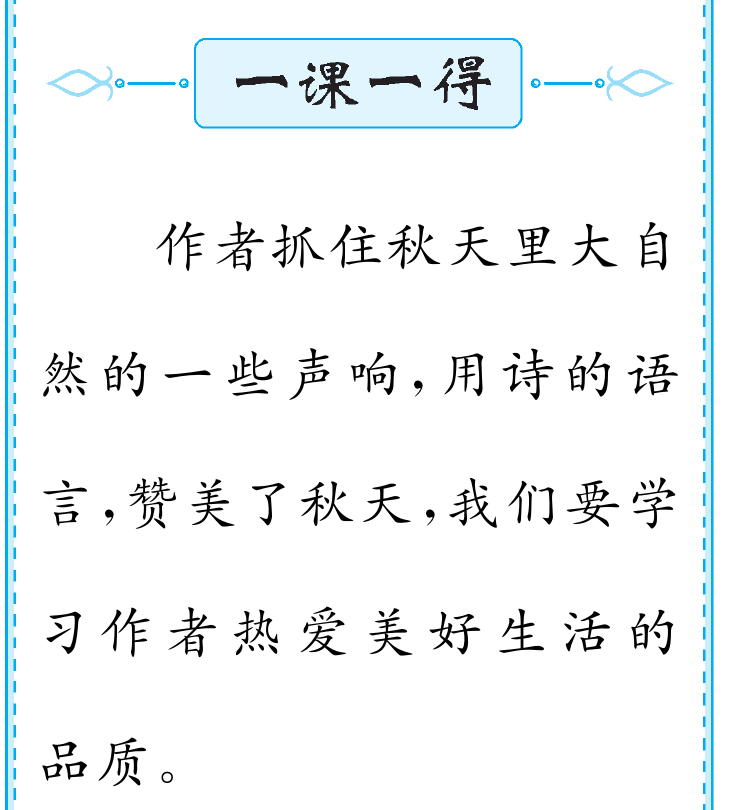 一课一得
作者抓住秋天里大自
然的一些声响,用诗的语
言,赞美了秋天,我们要学
习作者热爱美好生活的
品质。